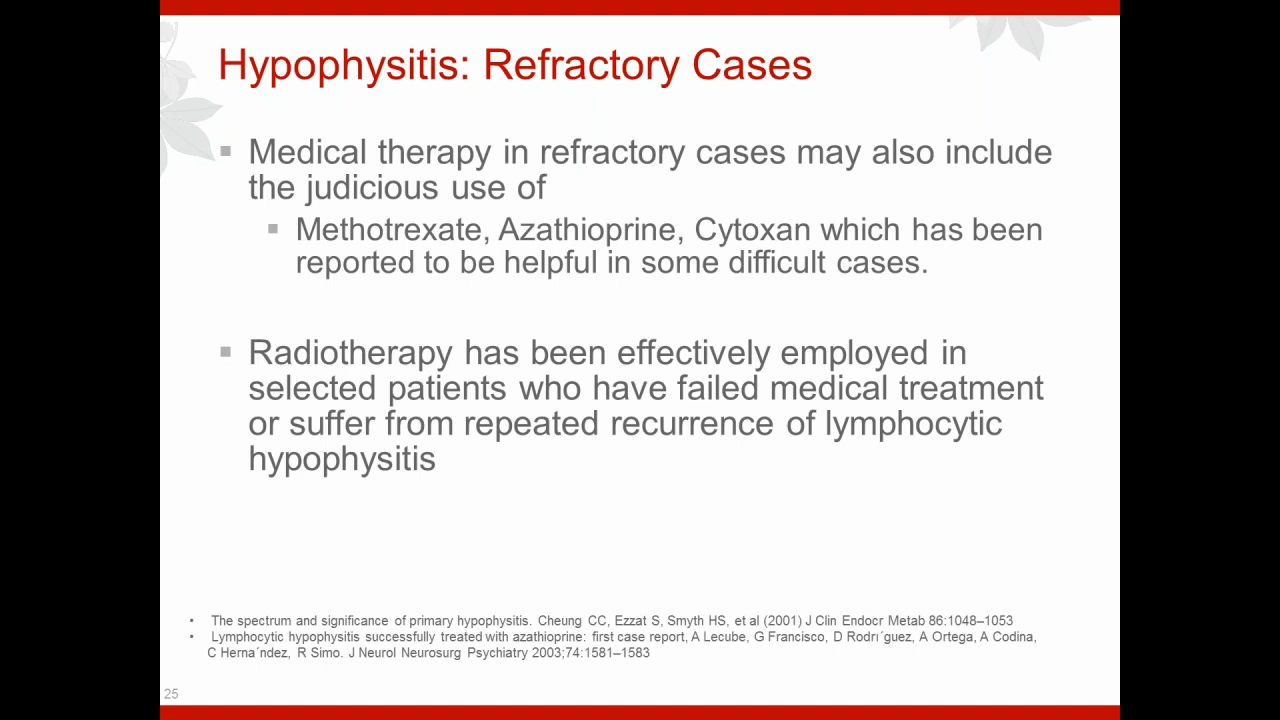 Hypophysitis: Refractory Cases
▪ Medical therapy in refractory cases may also include
the judicious use of
▪ Methotrexate, Azathioprine, Cytoxan which has been
reported to be helpful in some difficult cases.
▪ Radiotherapy has been effectively employed in
selected patients who have failed medical treatment
or suffer from repeated recurrence of lymphocytic
hypophysitis
• The spectrum and significance of primary hypophysitis. Cheung CC, Ezzat S, Smyth HS, et al (2001) J Clin Endocr Metab 86:1048–1053
• Lymphocytic hypophysitis successfully treated with azathioprine: first case report, A Lecube, G Francisco, D Rodrı´guez, A Ortega, A Codina,
C Herna´ndez, R Simo. J Neurol Neurosurg Psychiatry 2003;74:1581–1583
25